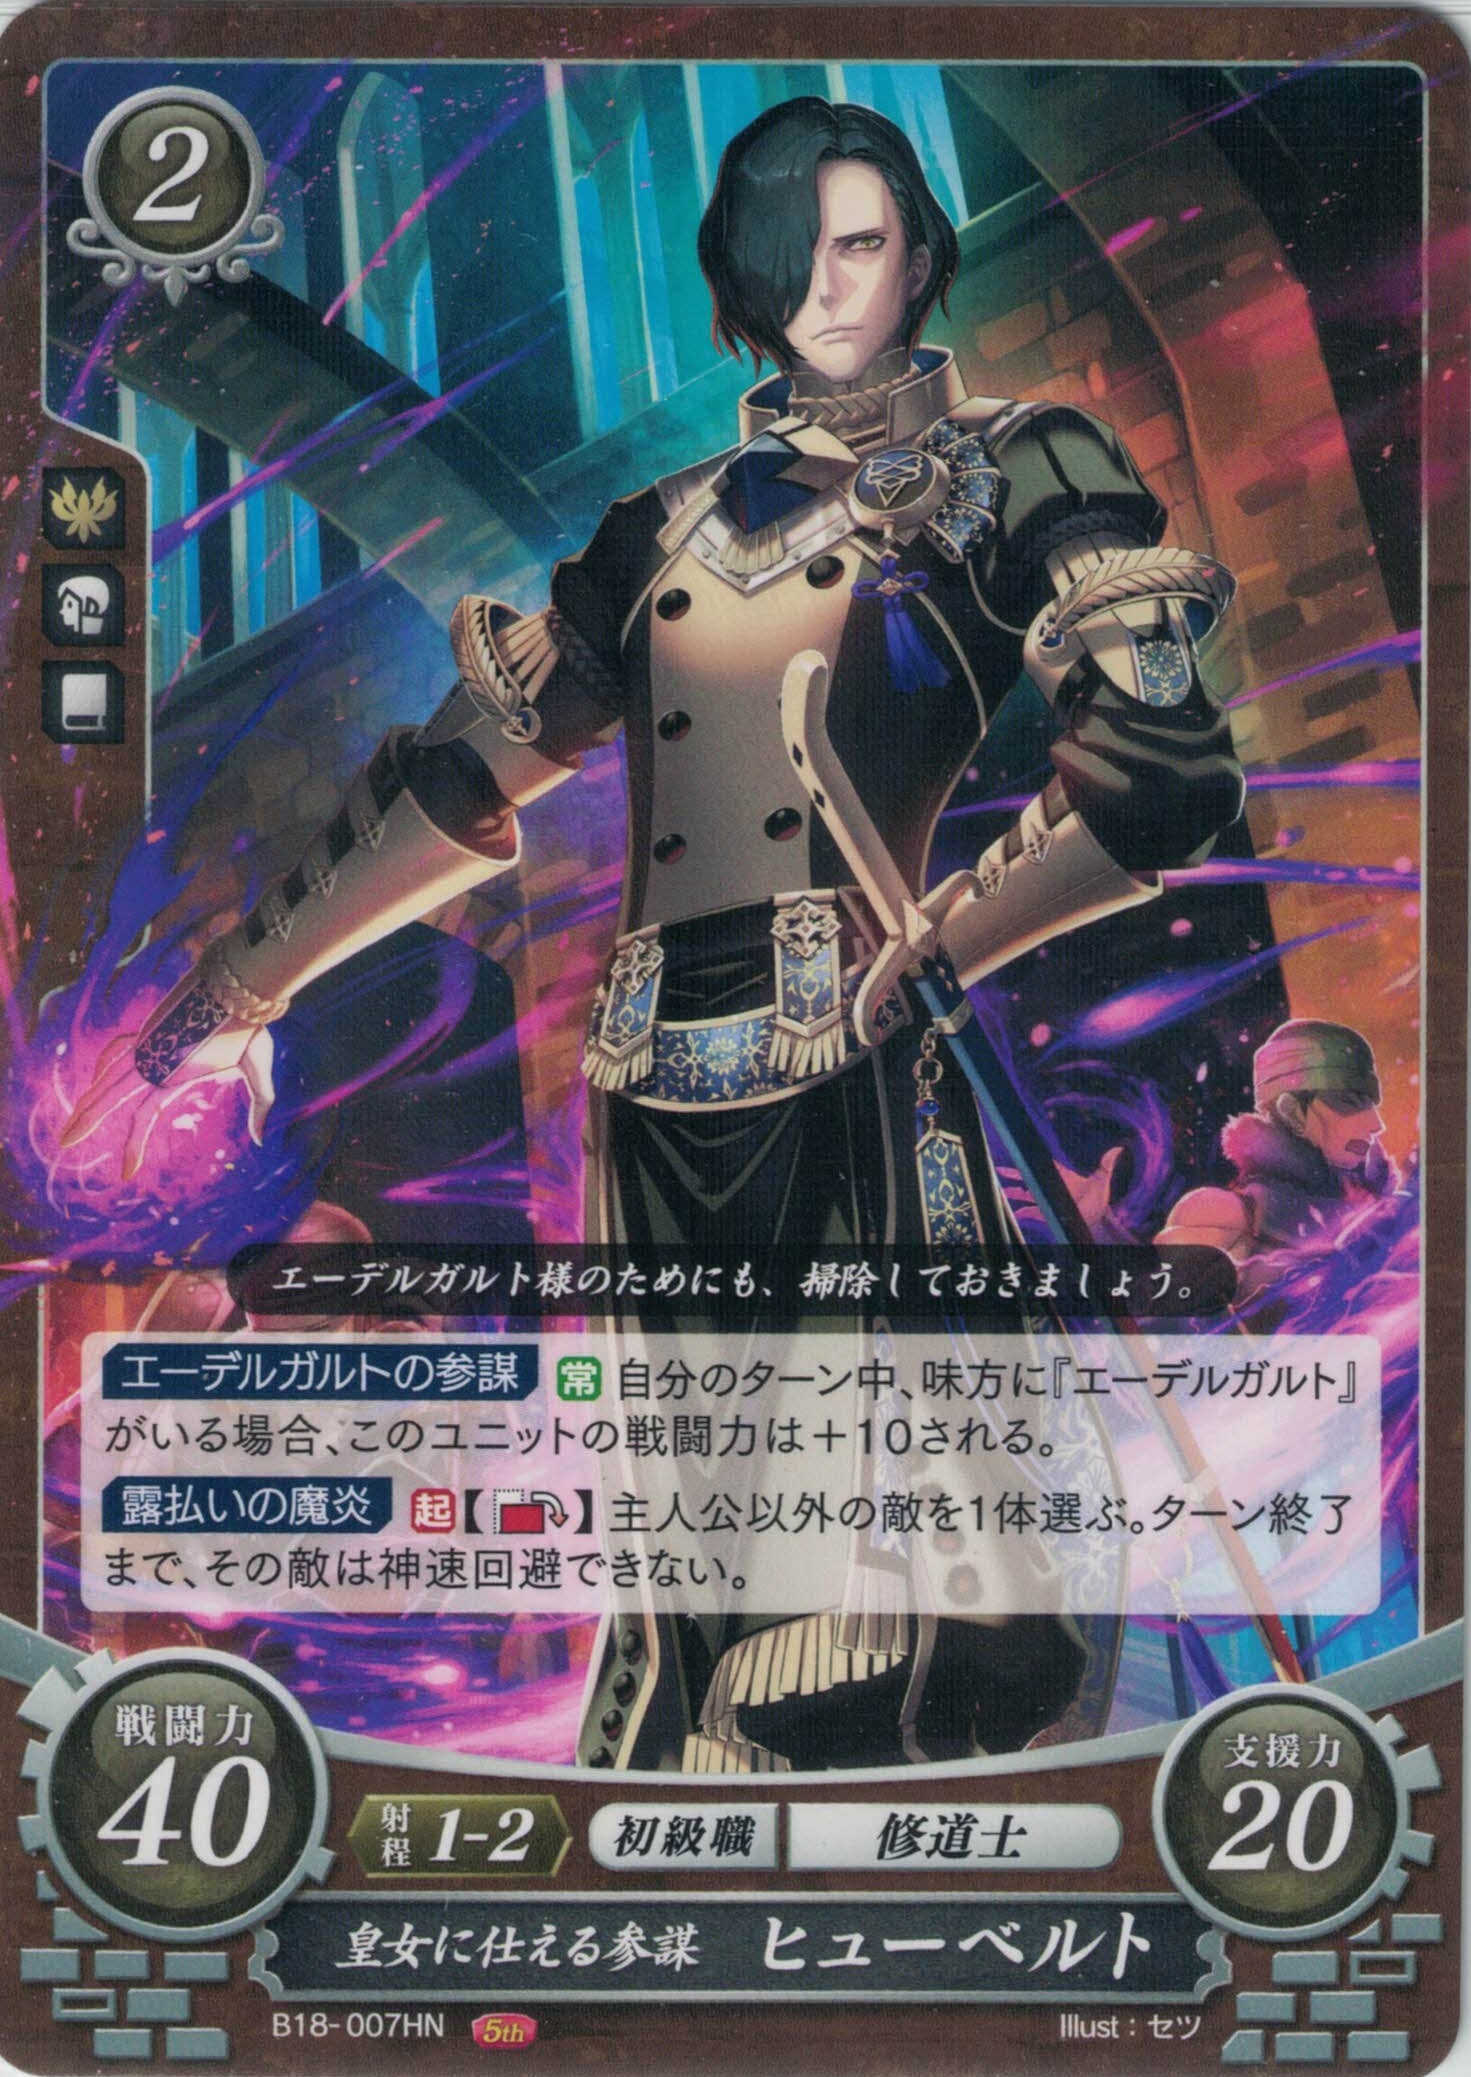 2
エーデルガルト様のためにも、掃除しておきましょう。
エーデルガルトの参謀 常 自分のターン中、味方に『エーデルガルト』
がいる場合、このユニットの戦闘力は＋10される。
露払いの魔炎 起【 】主人公以外の敵を1体選ぶ。ターン終了
まで、その敵は神速回避できない。
戦闘力
40
射程 1-2
初級職
修道士
支援力
20
皇女に仕える参謀 ヒューベルト
B18-007HN 5th
Illust：セツ